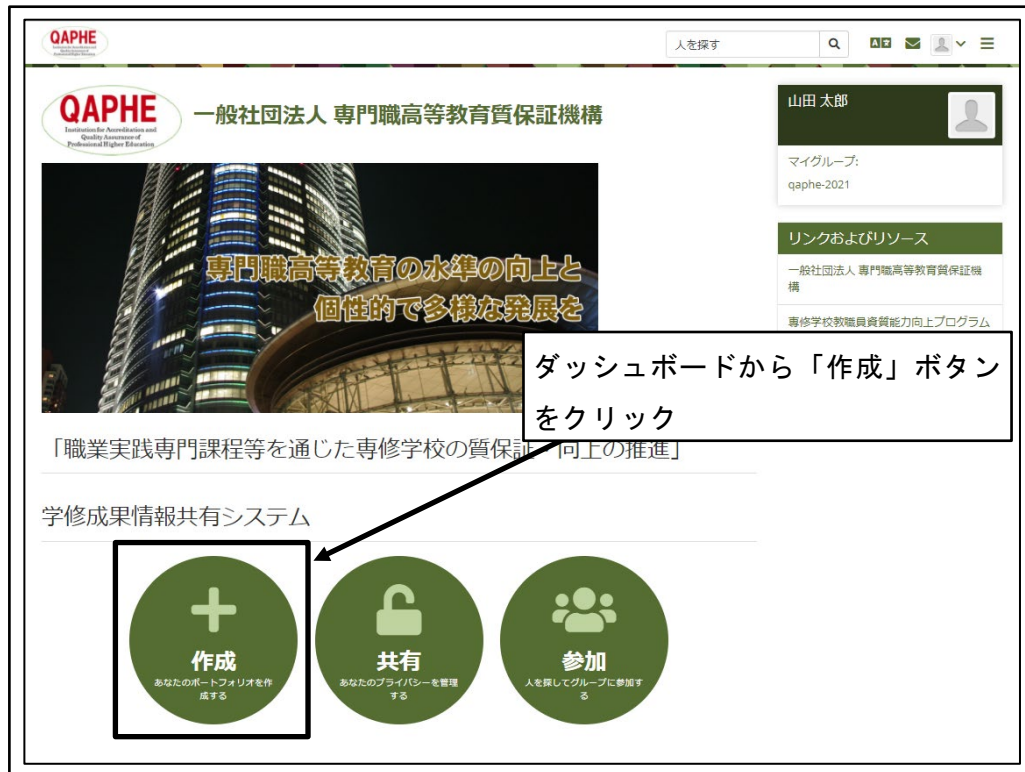 QAPHE
人を探す
QAPHE
Institution for Accreditation and
Quality Assurance of
Professional Higher Education
一般社団法人 専門職高等教育質保証機構
山田 太郎
マイグループ:
qaphe-2021
専門職高等教育の水準の向上と
個性的で多様な発展を
リンクおよびリソース
一般社団法人 専門職高等教育質保証機
構
専修学校教職員資質能力向上プログラム
ダッシュボードから「作成」ボタン
をクリック
「職業実践専門課程等を通じた専修学校の質保証・向上の推進」
学修成果情報共有システム
作成
あなたのポートフォリオを作
成する
共有
あなたのプライバシーを管理
する
参加
人を探してグループに参加す
る